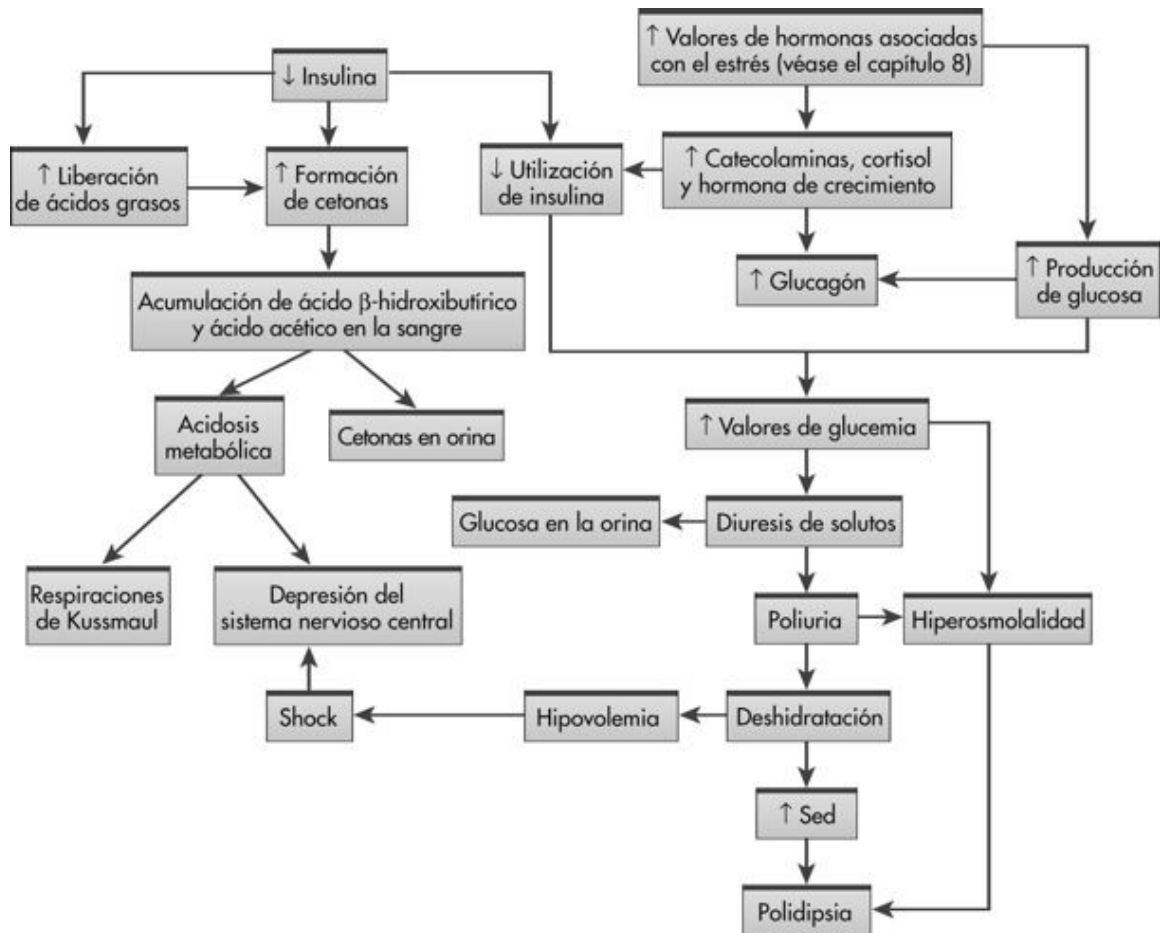 ↑ Valores de hormonas asociadas
con el estrés (véase el capítulo 8)
↓ Insulina
↑ Liberación
de ácidos grasos
↑ Formación
de cetonas
↓ Utilización
de insulina
↑ Catecolaminas, cortisol
y hormona de crecimiento
↑ Glucagón
↑ Producción
de glucosa
Acumulación de ácido β-hidroxibutírico
y ácido acético en la sangre
Acidosis
metabólica
Cetonas en orina
↑ Valores de glucemia
Glucosa en la orina
Diuresis de solutos
Respiraciones
de Kussmaul
Depresión del
sistema nervioso central
Poliuria
Hiperosmolalidad
Shock
Hipovolemia
Deshidratación
↑ Sed
Polidipsia